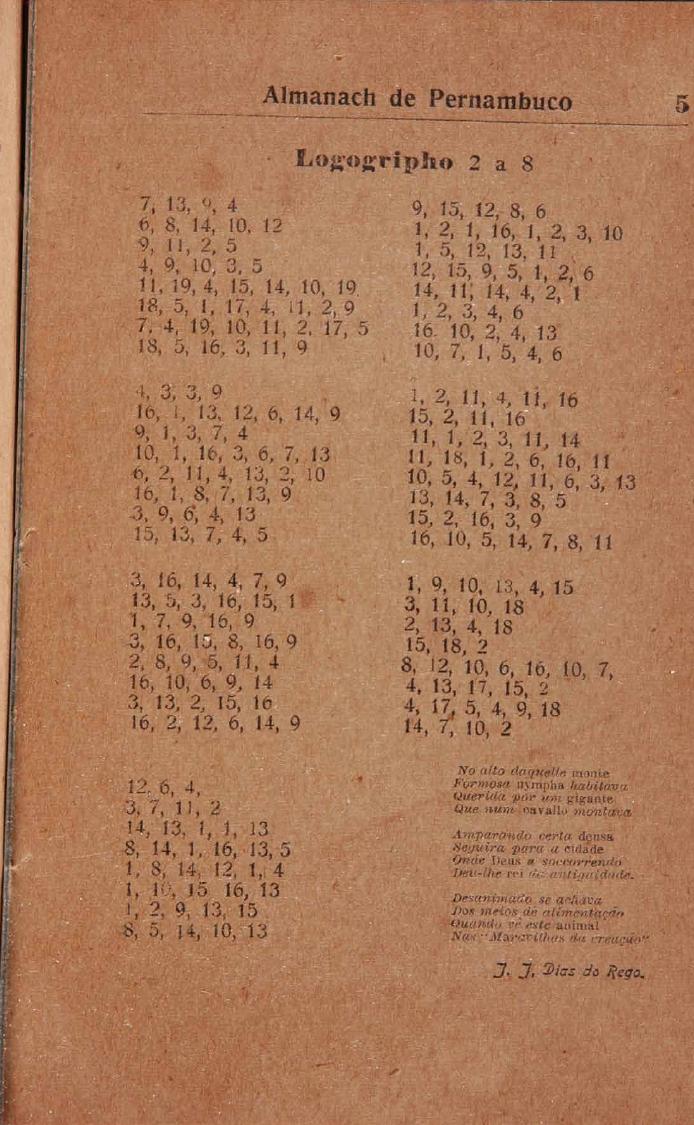 Almanach de Pernambuco 5
Logogripho 2 a 8
7, 13, 9, 4
6, 8, 14, 10, 12
9, 11, 2, 5
4, 9, 10, 3, 5
11, 19, 4, 15, 14, 10, 19
18, 5, 1, 17, 4, 11, 2, 9
7, 4, 19, 10, 11, 2, 17, 5
18, 5, 16, 3, 11, 9
4, 3, 3, 9
16, 1, 13, 12, 6, 14, 9
9, 1, 3, 7, 4
10, 1, 16, 3, 6, 7, 13
6, 2, 11, 4, 13, 2, 10
16, 1, 8, 7, 13, 9
3, 9, 6, 4, 13
15, 13, 7, 4, 5
3, 16, 14, 4, 7, 9
13, 5, 3, 16, 15, 1
1, 7, 9, 16, 9
3, 16, 15, 8, 16, 9
2, 8, 9, 5, 11, 4
16, 10, 6, 9, 14
3, 13, 2, 15, 16
16, 2, 12, 6, 14, 9
12, 6, 4,
3, 7, 11, 2
14, 13, 1, 1, 13
8, 14, 1, 16, 13, 5
1, 8, 14, 12, 1, 4
1, 10, 15 16, 13
1, 2, 9, 13, 15
8, 5, 14, 10, 13
9, 15, 12, 8, 6
1, 2, 1, 16, 1, 2, 3, 10
1, 5, 12, 13, 11
12, 15, 9, 5, 1, 2, 6
14, 11, 14, 4, 2, 1
1, 2, 3, 4, 6
16. 10, 2, 4, 13
10, 7, 1, 5, 4, 6
1, 2, 11, 4, 11, 16
15, 2, 11, 16
11, 1, 2, 3, 11, 14
11, 18, 1, 2, 6, 16, 11
10, 5, 4, 12, 11, 6, 3, 13
13, 14, 7, 3, 8, 5
15, 2, 16, 3, 9
16, 10, 5, 14, 7, 8, 11
1, 9, 10, 13, 4, 15
3, 11, 10, 18
2, 13, 4, 18
15, 18, 2
8, 12, 10, 6, 16, 10, 7,
4, 13, 17, 15, 2
4, 17, 5, 4, 9, 18
14, 7, 10, 2
No alto daquelle monte
Formosa nympha habitava
Querida por um gigante
Que num cavallo montava
Amparando certa deusa
Seguira para a cidade
Onde Deus a soccorrendo
Deu-lhe rei da antiguidade.
Desanimado se achava
Dos meios de alimentação
Quando vê este animal
Nas "Maravilhas da creação"
J. J. Dias do Rego.